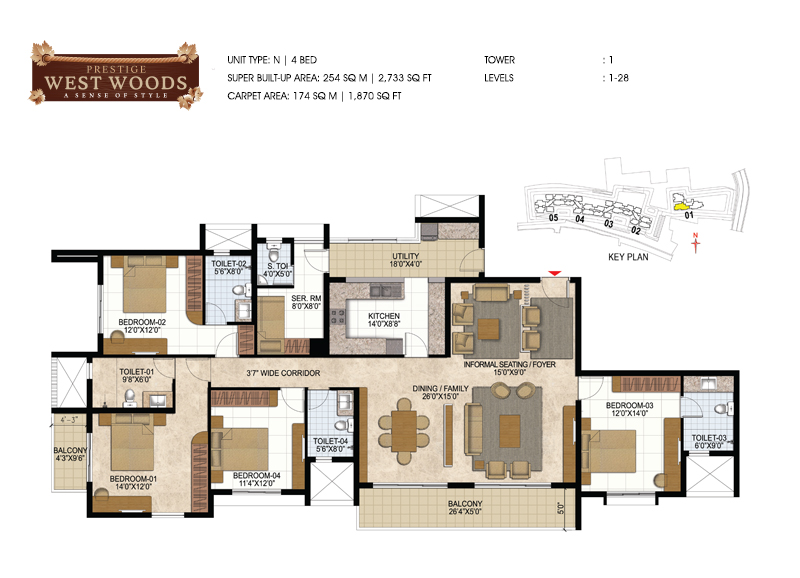 PRESTIGE
WEST WOODS
A SENSE OF STYLE
UNIT TYPE: N | 4 BED
SUPER BUILT-UP AREA: 254 SQ M | 2,733 SQ FT
CARPET AREA: 174 SQ M | 1,870 SQ FT
TOWER : 1
LEVELS : 1-28
05
04
03
02
01
N
KEY PLAN
UTILITY
18'0"X4'0"
TOILET-02
5'6"X8'0"
S. TOI
4'0"X5'0"
SER. RM
8'0"X8'0"
KITCHEN
14'0"X8'8"
BEDROOM-02
12'0"X12'0"
INFORMAL SEATING / FOYER
15'0"X9'0"
TOILET-01
9'8"X6'0"
3'7" WIDE CORRIDOR
DINING / FAMILY
26'0"X15'0"
BEDROOM-03
12'0"X14'0"
TOILET-03
6'0"X9'0"
4'-3"
BALCONY
4'3"X9'6"
TOILET-04
5'6"X8'0"
BEDROOM-01
14'0"X12'0"
BEDROOM-04
11'4"X12'0"
BALCONY
26'4"X5'0"
5'0"